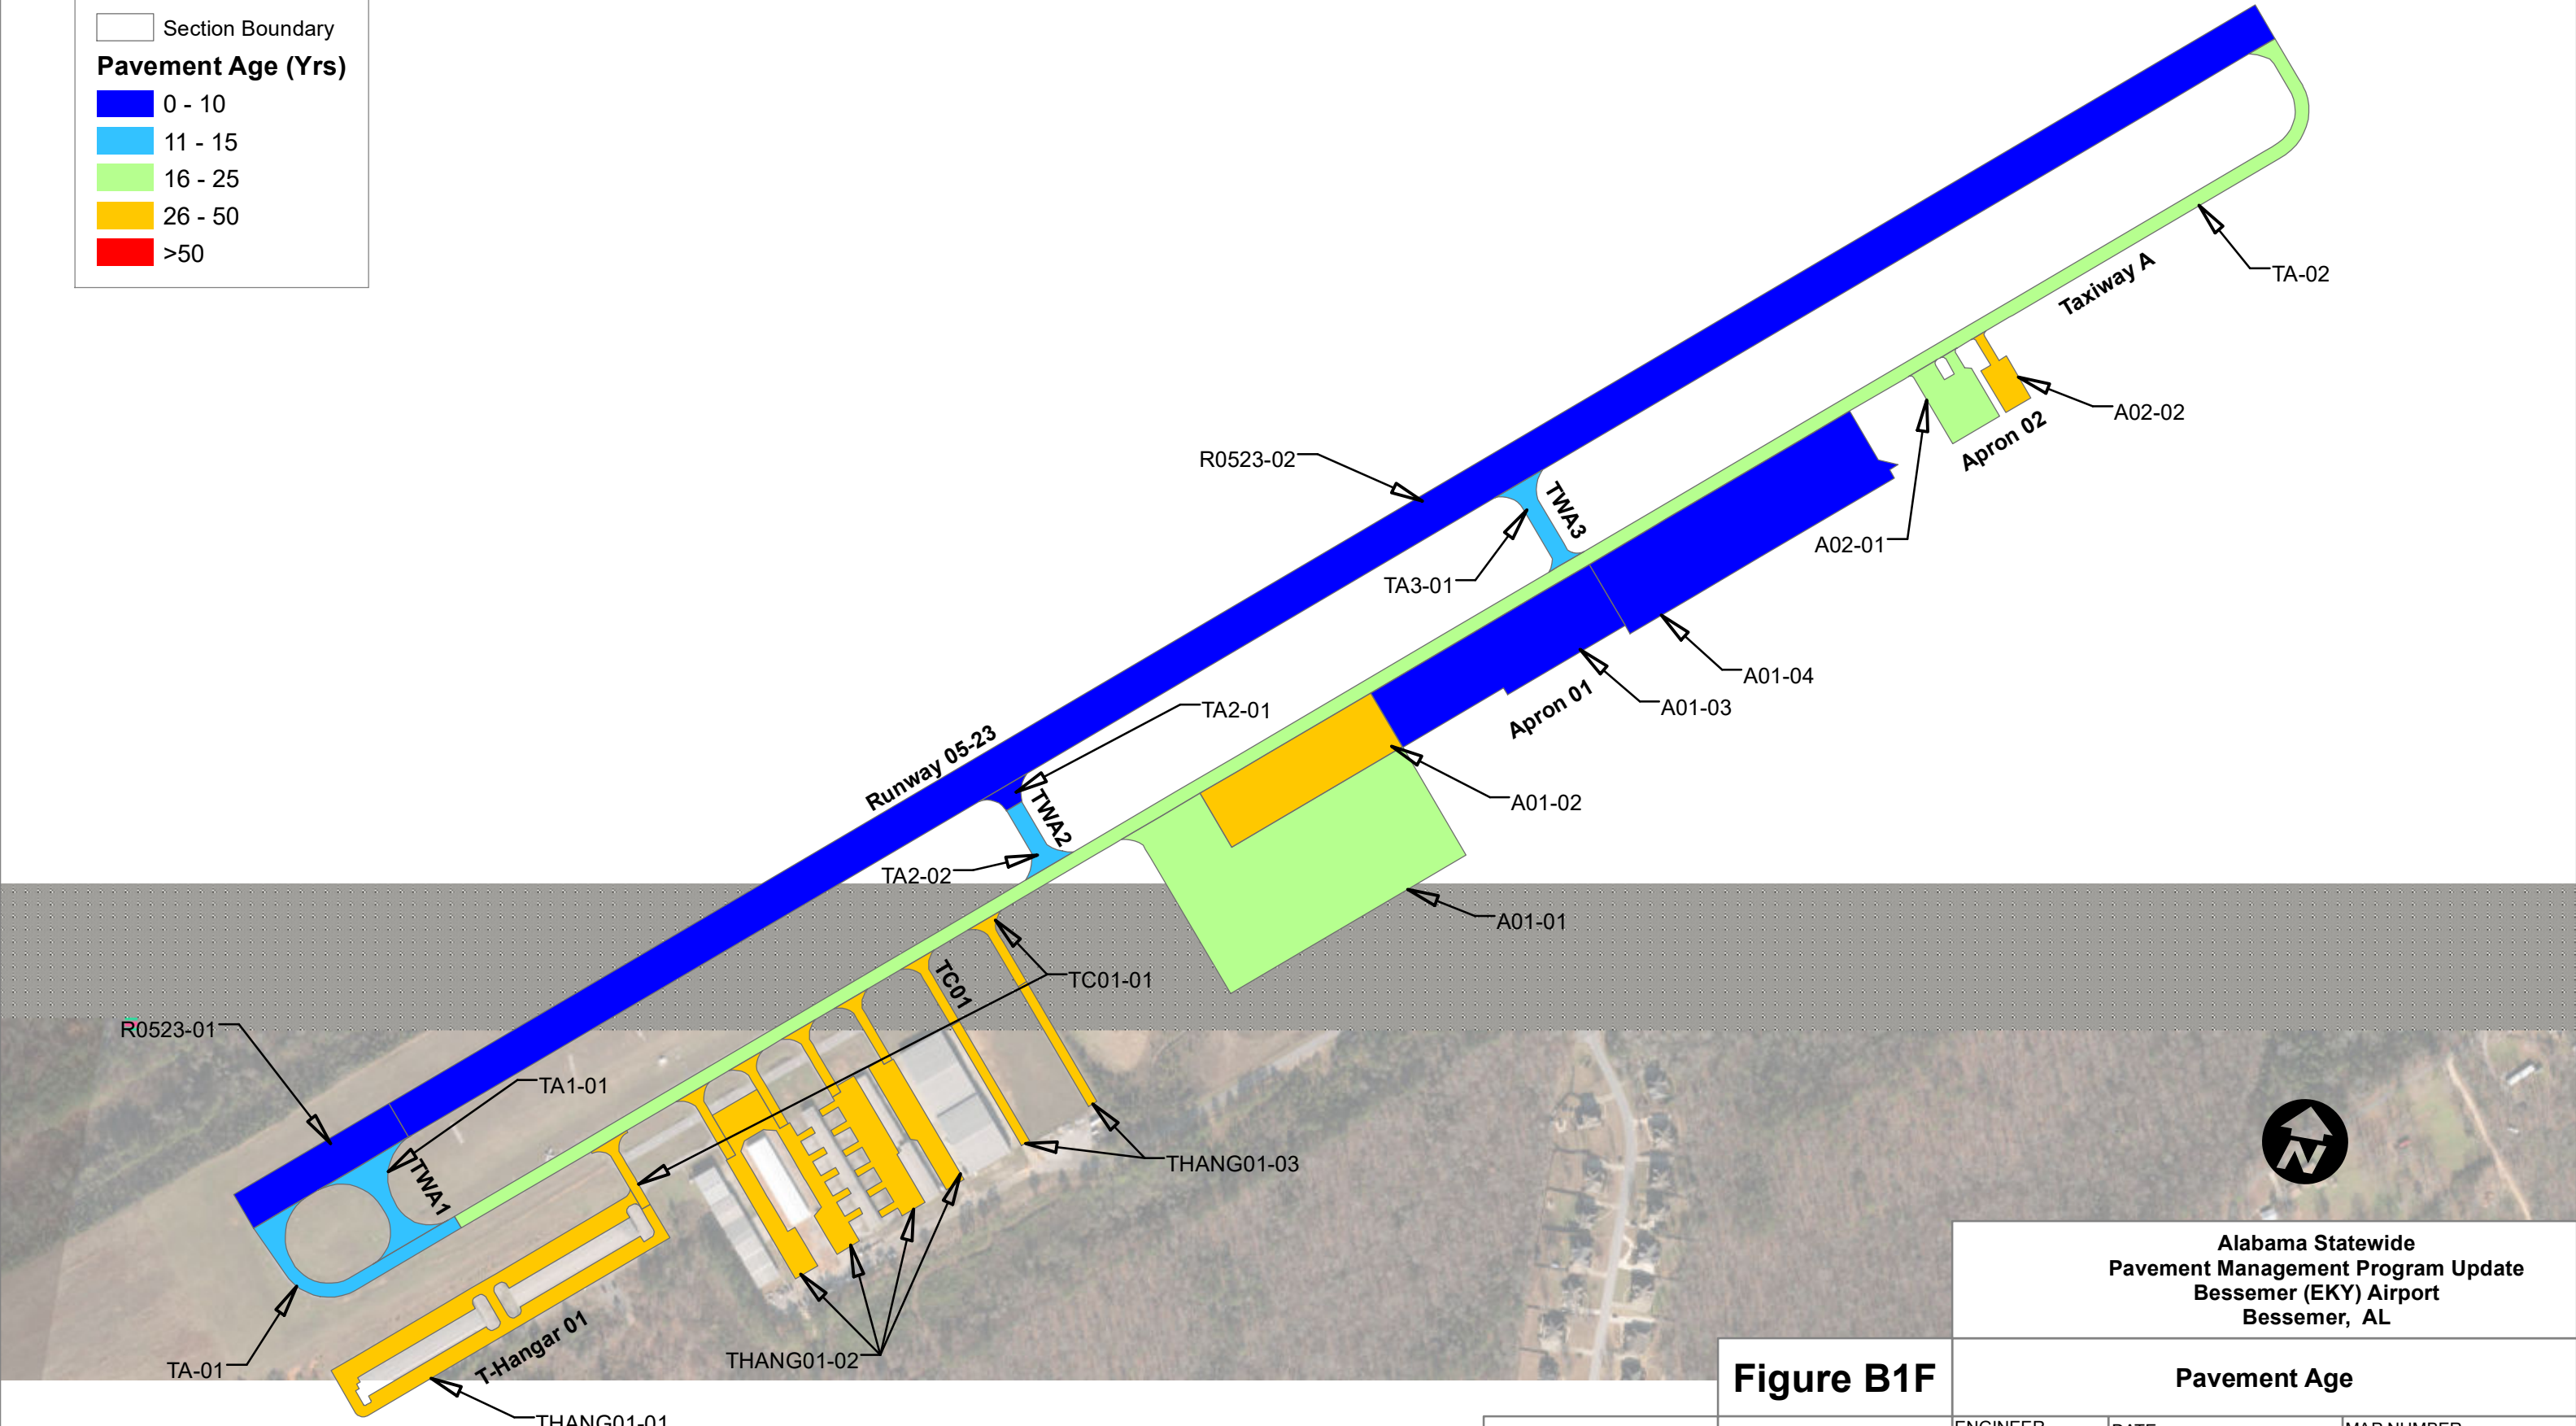 Section Boundary
Pavement Age (Yrs)
0 - 10
11 - 15
16 - 25
26 - 50
>50
TA-02
Taxiway A
A02-02
Apron 02
R0523-02
TWA3
A02-01
TA3-01
A01-04
A01-03
Apron 01
TA2-01
Runway 05-23
A01-02
TWA2
TA2-02
A01-01
TC01
TC01-01
R0523-01
TA1-01
TWA1
THANG01-03
N
TA-01
T-Hangar 01
THANG01-02
THANG01-01
Alabama Statewide
Pavement Management Program Update
Bessemer (EKY) Airport
Bessemer, AL
Figure B1F
Pavement Age
ENGINEER
DATE
MAP NUMBER